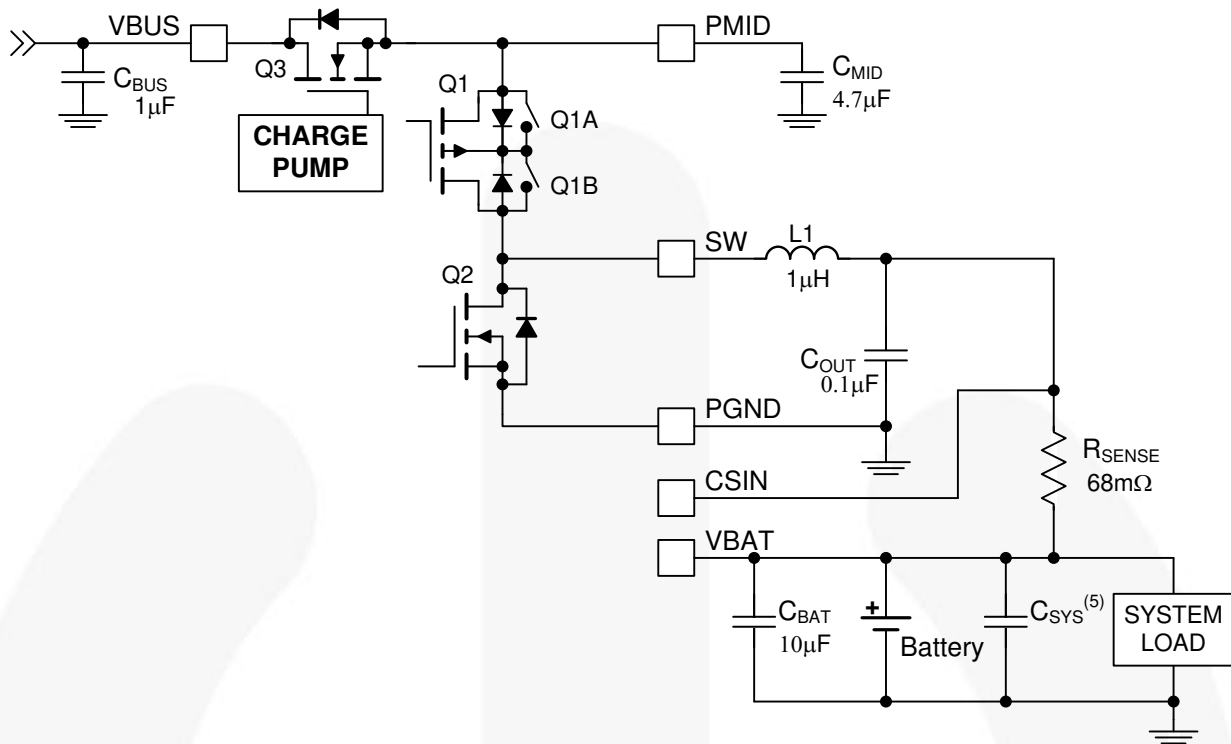 VBUS
PMID
Q3
C_BUS
1μF
CHARGE
PUMP
Q1
Q1A
Q1B
C_MID
4.7μF
SW
L1
1μH
Q2
C_OUT
0.1μF
PGND
CSIN
R_SENSE
68mΩ
VBAT
C_BAT
10μF
+
Battery
C_SYS(5)
SYSTEM
LOAD